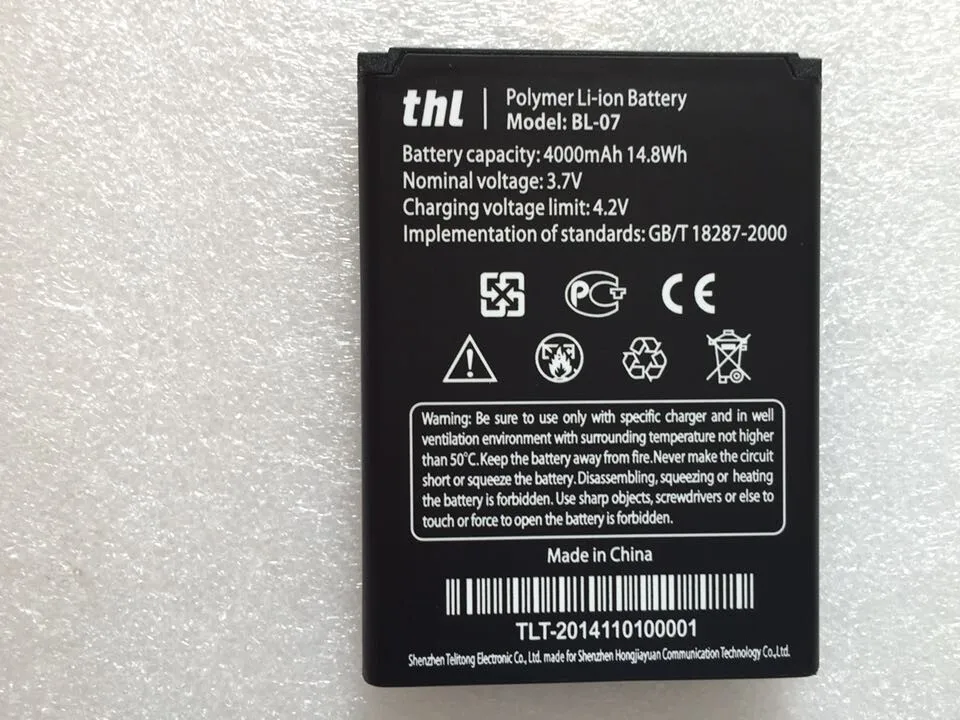 thl
Polymer Li-ion Battery
Model: BL-07
Battery capacity: 4000mAh 14.8Wh
Nominal voltage: 3.7V
Charging voltage limit: 4.2V
Implementation of standards: GB/T 18287-2000
PCT CE
Warning: Be sure to use only with specific charger and in well
ventilation environment with surrounding temperature not higher
than 50°C.Keep the battery away from fire.Never make the circuit
short or squeeze the battery. Disassembling, squeezing or heating
the battery is forbidden. Use sharp objects, screwdrivers or else to
touch or force to open the battery is forbidden.
Made in China
TLT-2014110100001
Shenzhen Telitong Electronic Co., Ltd. made for Shenzhen Hongjiayuan Communication Technology Co.,Ltd.